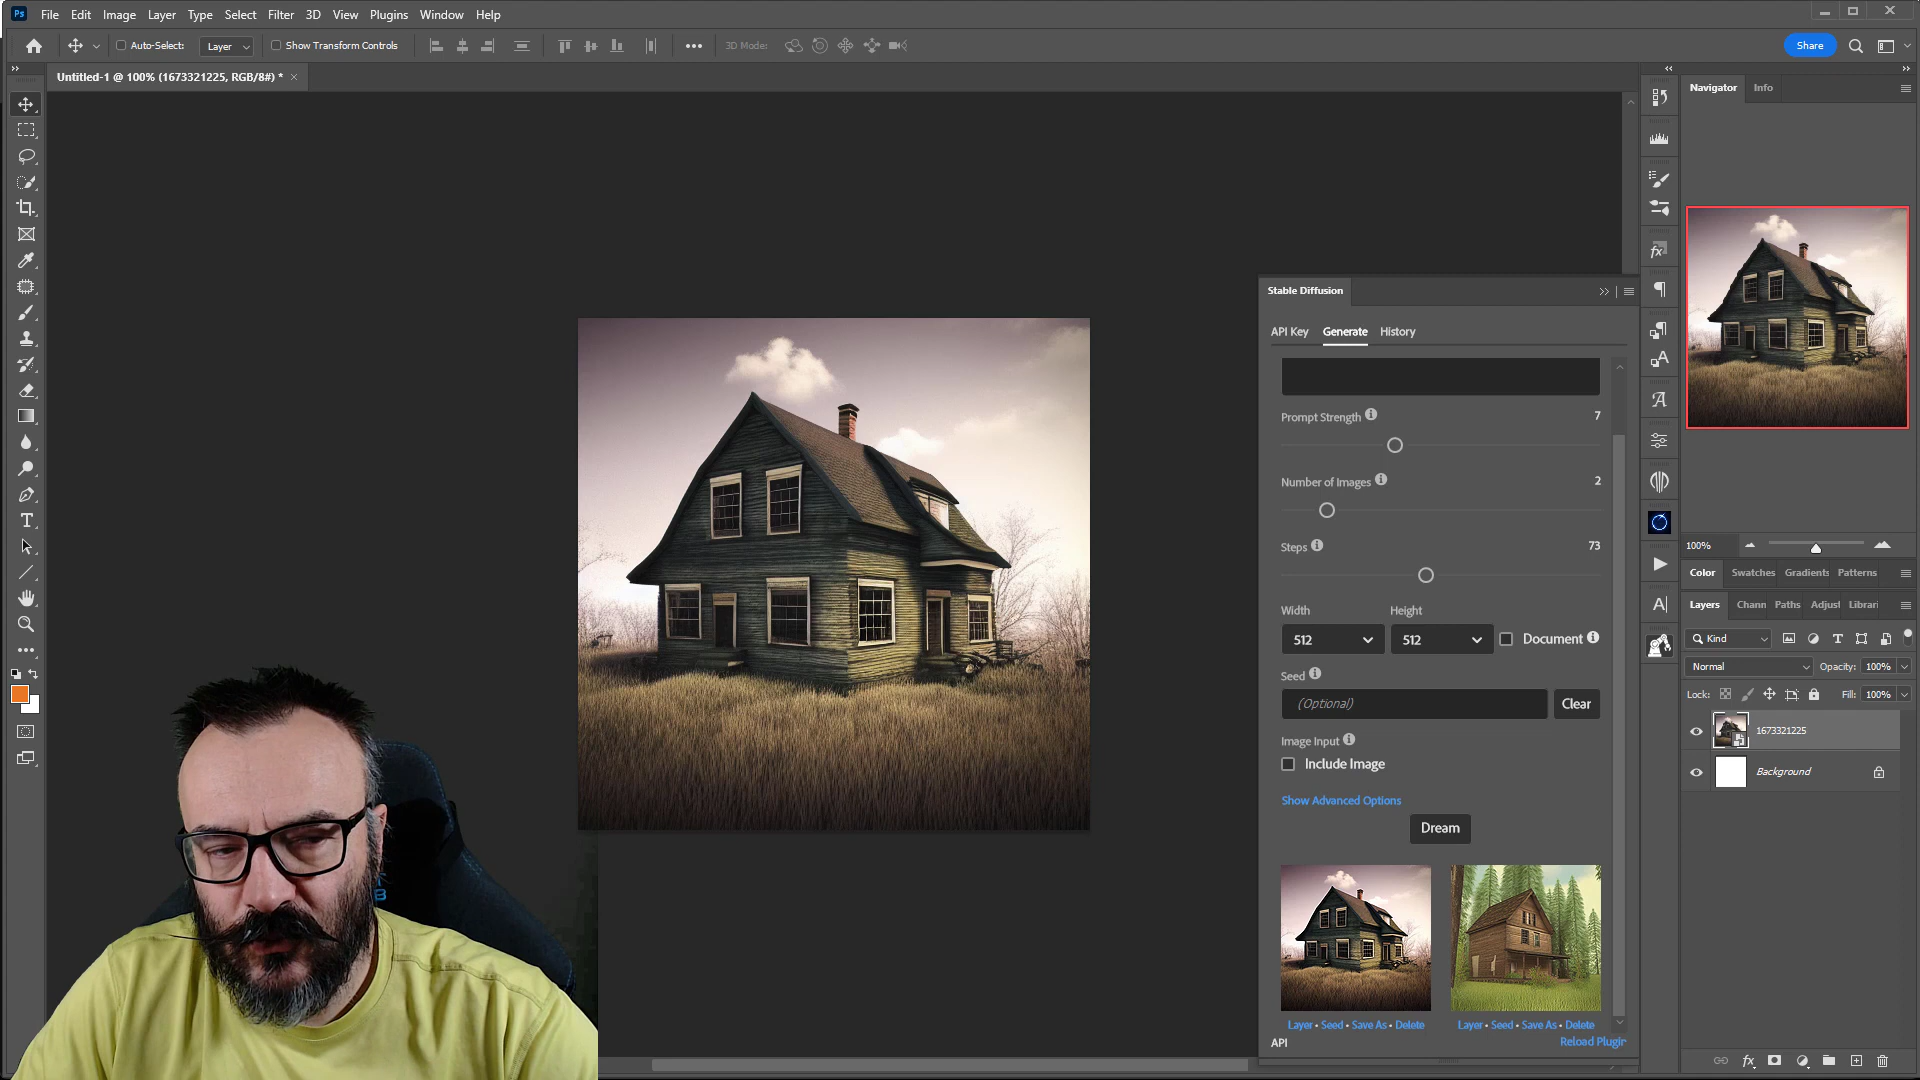 Ps File Edit Image Layer Type Select Filter 3D View Plugins Window Help
Auto-Select: Layer Show Transform Controls 3D Mode: Share
Untitled-1 @ 100% (1673321225, RGB/8#) *
Navigator Info
Stable Diffusion
API Key Generate History
Prompt Strength 7
Number of Images 2
Steps 73
Width Height
512 512 Document
Seed
(Optional) Clear
Image Input
Include Image
Show Advanced Options
Dream
Layer • Seed • Save As • Delete Layer • Seed • Save As • Delete
API Reload Plugin
100%
Color Swatches Gradients Patterns
Layers Chann Paths Adjust Librari
Kind
Normal Opacity: 100%
Lock: Fill: 100%
1673321225
Background